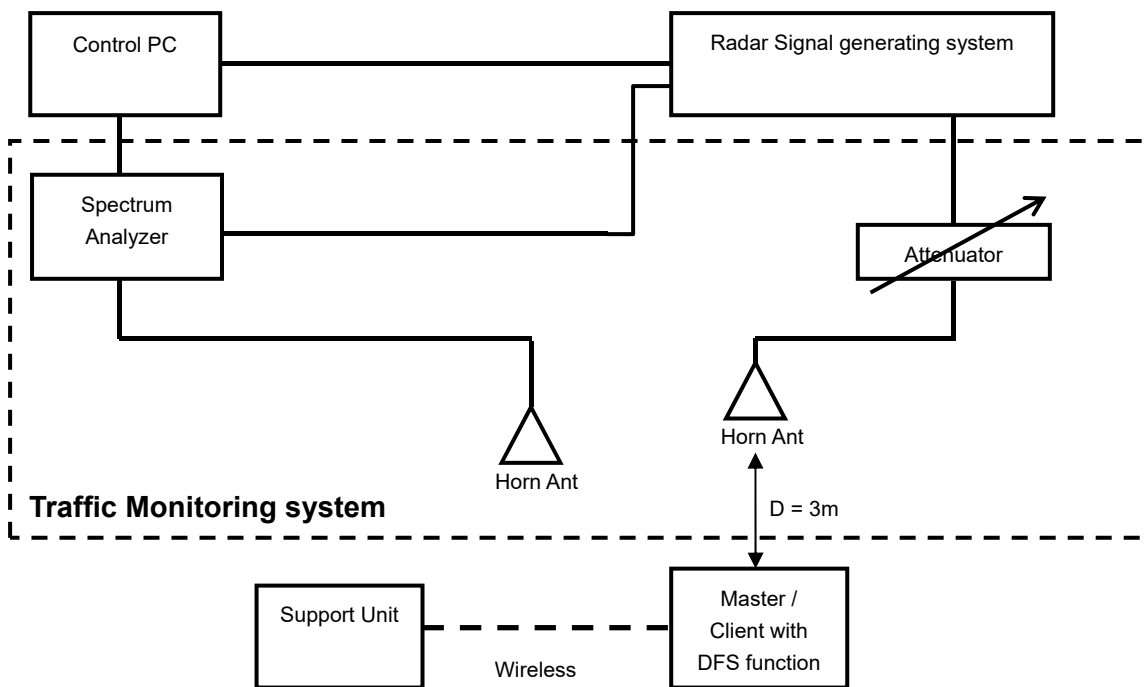 Control PC
Radar Signal generating system
Spectrum
Analyzer
Attenuator
Horn Ant
Horn Ant
Traffic Monitoring system
D = 3m
Support Unit
Wireless
Master /
Client with
DFS function